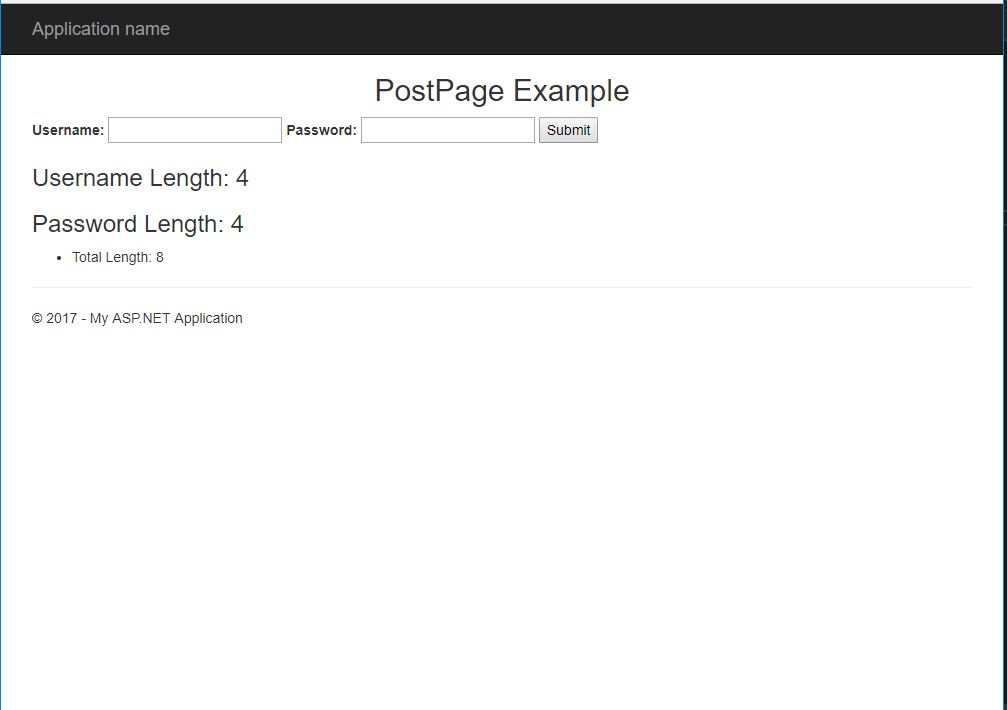 Application name
PostPage Example
Username: Password: Submit
Username Length: 4
Password Length: 4
• Total Length: 8
© 2017 - My ASP.NET Application